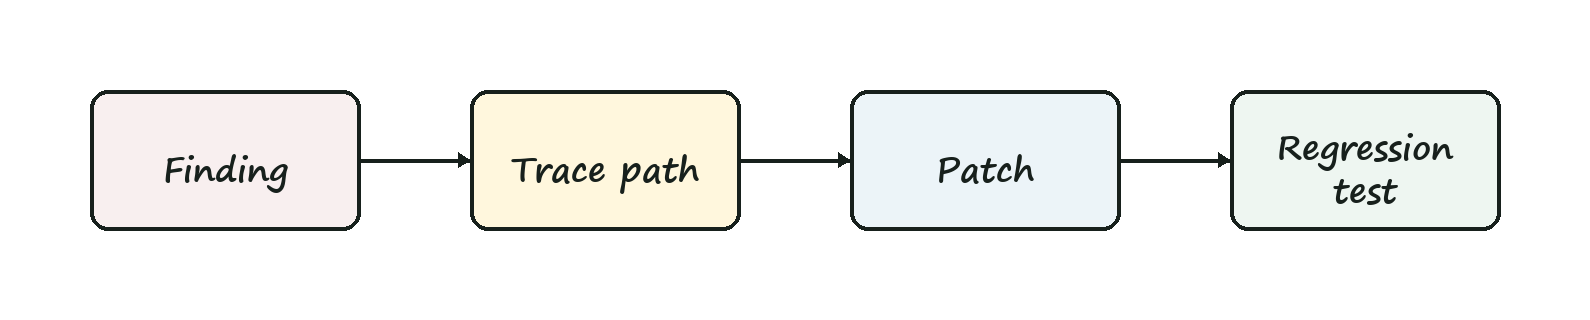 Finding
Trace path
Patch
Regression
test